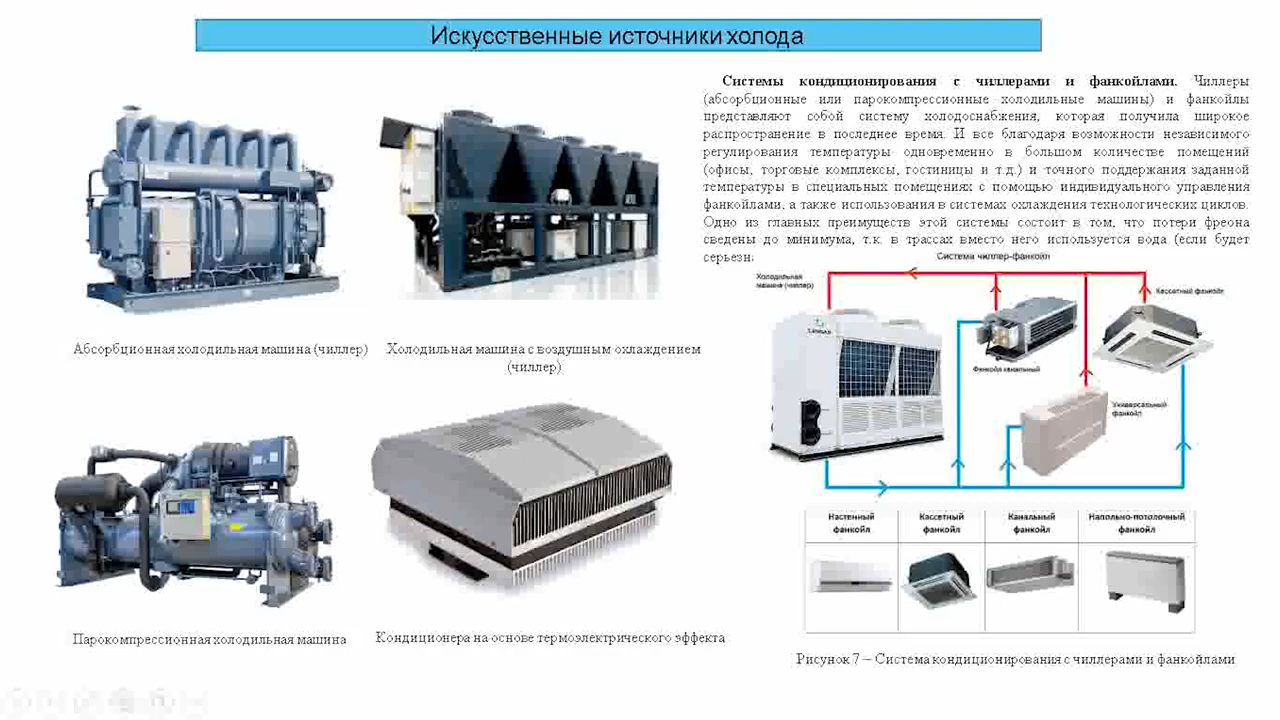 Искусственные источники холода
Системы кондиционирования с чиллерами и фанкойлами. Чиллеры
(абсорбционные или парокомпрессионные холодильные машины) и фанкойлы
представляют собой систему холодоснабжения, которая получила широкое
распространение в последнее время. И все благодаря возможности независимого
регулирования температуры одновременно в большом количестве помещений
(офисы, торговые комплексы, гостиницы и т.д.) и точного поддержания заданной
температуры в специальных помещениях с помощью индивидуального управления
фанкойлами, а также использования в системах охлаждения технологических циклов.
Одно из главных преимуществ этой системы состоит в том, что потери фреона
сведены до минимума, т.к. в трассах вместо него используется вода (если будет
Система чиллер-фанкойл
Холодильная
машина (чиллер)
Кассетный фанкойл
Фанкойл канальный
Универсальный
фанкойл
Абсорбционная холодильная машина (чиллер)
Холодильная машина с воздушным охлаждением
(чиллер)
Парокомпрессионная холодильная машина
Кондиционера на основе термоэлектрического эффекта
Настенный
фанкойл
Кассетный
фанкойл
Канальный
фанкойл
Напольно-потолочный
фанкойл
Рисунок 7 – Система кондиционирования с чиллерами и фанкойлами